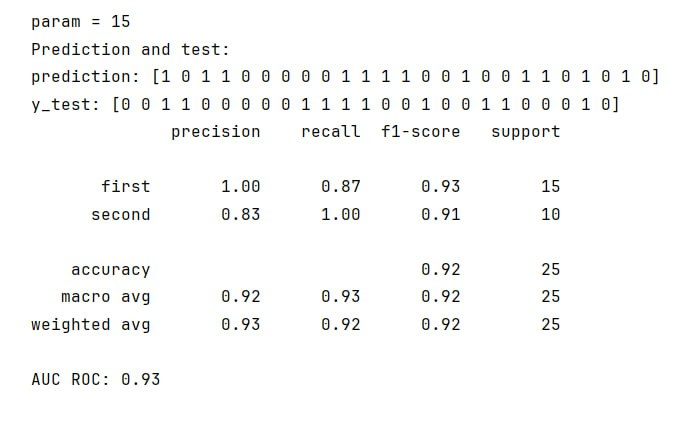 param = 15
Prediction and test:
prediction: [1 0 1 1 0 0 0 0 0 1 1 1 1 0 0 1 0 0 1 1 0 1 0 1 0]
y_test: [0 0 1 1 0 0 0 0 0 1 1 1 1 0 0 1 0 0 1 1 0 0 0 1 0]
precision recall f1-score support
first 1.00 0.87 0.93 15
second 0.83 1.00 0.91 10
accuracy 0.92 25
macro avg 0.92 0.93 0.92 25
weighted avg 0.93 0.92 0.92 25
AUC ROC: 0.93